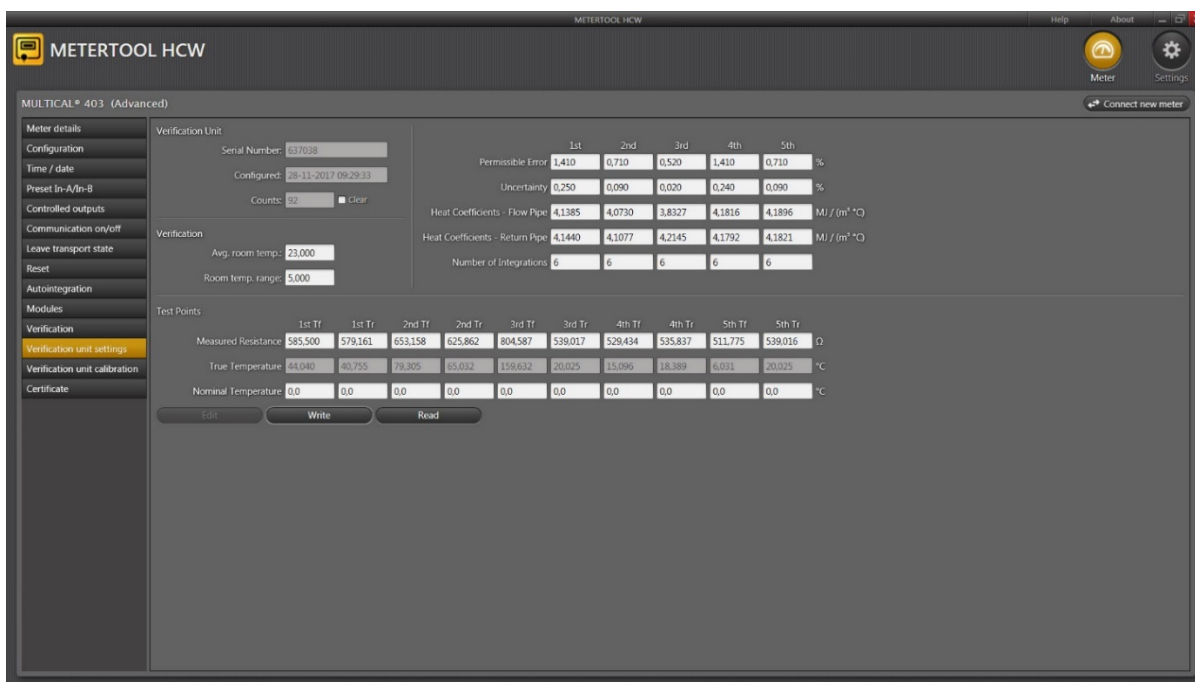 METERTOOL HCW
Help About
METERTOOL HCW
Meter Settings
MULTICAL® 403 (Advanced)
Connect new meter
Meter details
Configuration
Time / date
Preset In-A/In-B
Controlled outputs
Communication on/off
Leave transport state
Reset
Autointegration
Modules
Verification
Verification unit settings
Verification unit calibration
Certificate
Verification Unit
Serial Number: 637038
Configured: 28-11-2017 09:29:33
Counts: 92 Clear
Verification
Avg. room temp.: 23,000
Room temp. range: 5,000
1st 2nd 3rd 4th 5th
Permissible Error 1,410 0,710 0,520 1,410 0,710 %
Uncertainty 0,250 0,090 0,020 0,240 0,090 %
Heat Coefficients - Flow Pipe 4,1385 4,0730 3,8327 4,1816 4,1896 MJ / (m³ °C)
Heat Coefficients - Return Pipe 4,1440 4,1077 4,2145 4,1792 4,1821 MJ / (m³ °C)
Number of Integrations 6 6 6 6 6
Test Points
1st Tf 1st Tr 2nd Tf 2nd Tr 3rd Tf 3rd Tr 4th Tf 4th Tr 5th Tf 5th Tr
Measured Resistance 585,500 579,161 653,158 625,862 804,587 539,017 529,434 535,837 511,775 539,016 Ω
True Temperature 44,040 40,755 79,305 65,032 159,632 20,025 15,096 18,389 6,031 20,025 °C
Nominal Temperature 0,0 0,0 0,0 0,0 0,0 0,0 0,0 0,0 0,0 0,0 °C
Edit Write Read